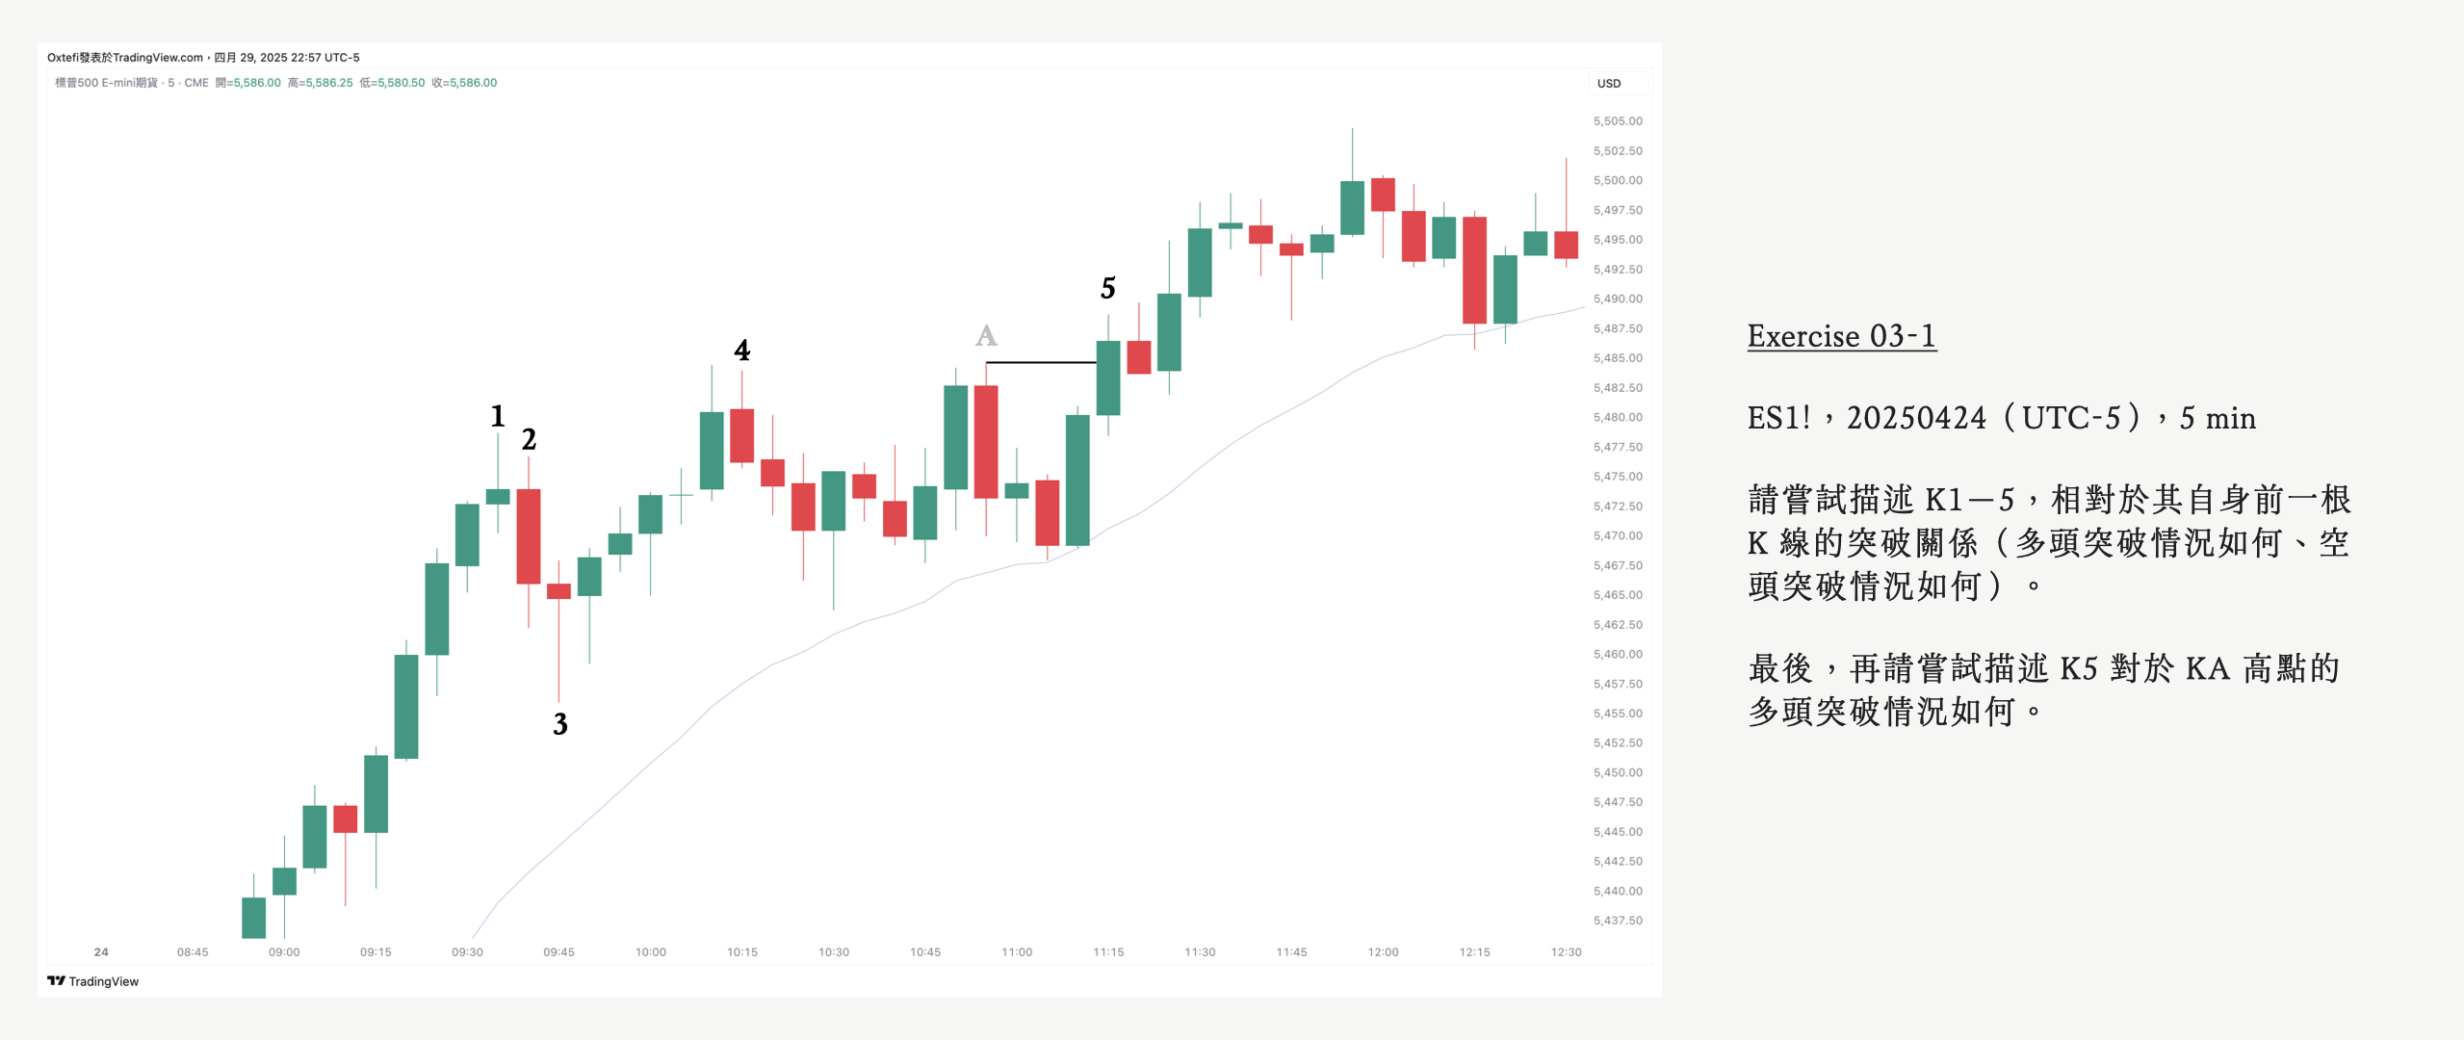 Oxtefi發表於TradingView.com，四月 29, 2025 22:57 UTC-5
標普500 E-mini期貨 · 5 · CME 開=5,586.00 高=5,586.25 低=5,580.50 收=5,586.00
USD
5,505.00
5,502.50
5,500.00
5,497.50
5,495.00
5,492.50
5,490.00
5,487.50
5,485.00
5,482.50
5,480.00
5,477.50
5,475.00
5,472.50
5,470.00
5,467.50
5,465.00
5,462.50
5,460.00
5,457.50
5,455.00
5,452.50
5,450.00
5,447.50
5,445.00
5,442.50
5,440.00
5,437.50
1
2
3
4
A
5
24 08:45 09:00 09:15 09:30 09:45 10:00 10:15 10:30 10:45 11:00 11:15 11:30 11:45 12:00 12:15 12:30
TradingView
Exercise 03-1
ES1!，20250424（UTC-5），5 min
請嘗試描述 K1—5，相對於其自身前一根
K 線的突破關係（多頭突破情況如何、空
頭突破情況如何）。
最後，再請嘗試描述 K5 對於 KA 高點的
多頭突破情況如何。